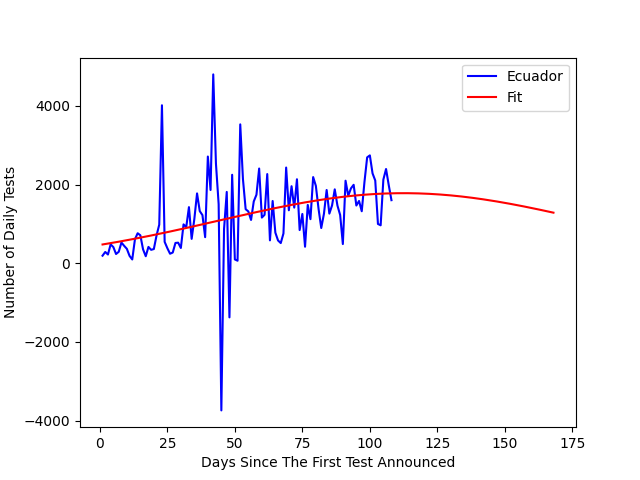 Ecuador
Fit
4000
2000
0
−2000
−4000
Number of Daily Tests
0 25 50 75 100 125 150 175
Days Since The First Test Announced